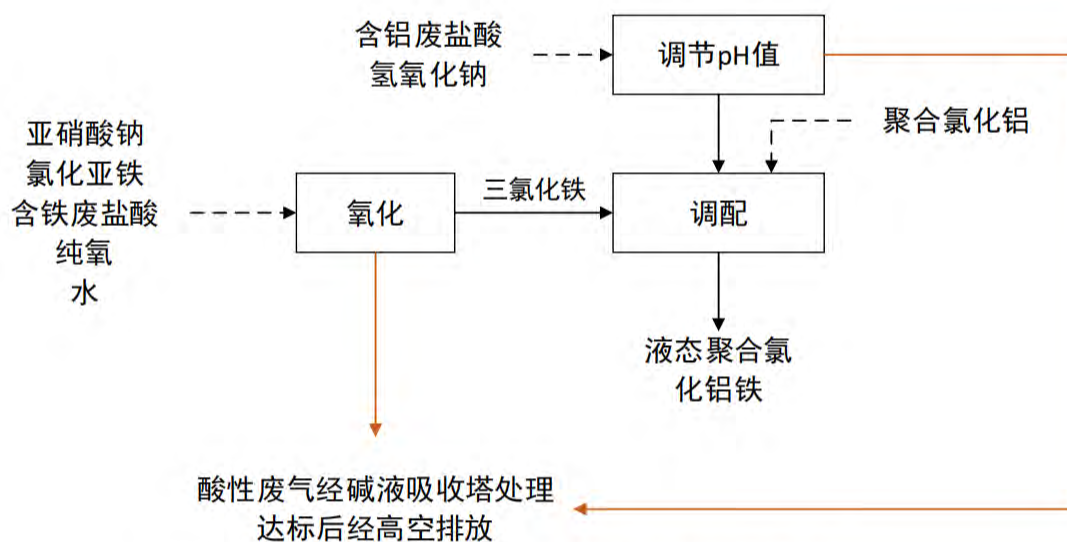 含铝废盐酸
氢氧化钠
调节pH值
聚合氯化铝
亚硝酸钠
氯化亚铁
含铁废盐酸
纯氧
水
氧化
三氯化铁
调配
液态聚合氯
化铝铁
酸性废气经碱液吸收塔处理
达标后经高空排放